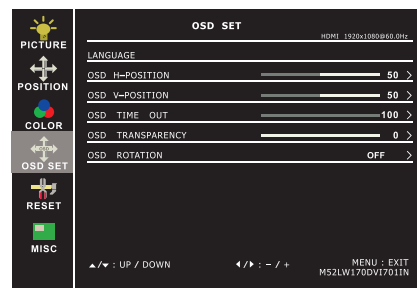 OSD SET
HDMI 1920x1080@60.0Hz
PICTURE
POSITION
COLOR
OSD
OSD SET
RESET
MISC
LANGUAGE
OSD H-POSITION 50 >
OSD V-POSITION 50 >
OSD TIME OUT 100 >
OSD TRANSPARENCY 0 >
OSD ROTATION OFF >
▲/▼ : UP / DOWN ◀/▶ : - / + MENU : EXIT
M52LW170DVI701IN